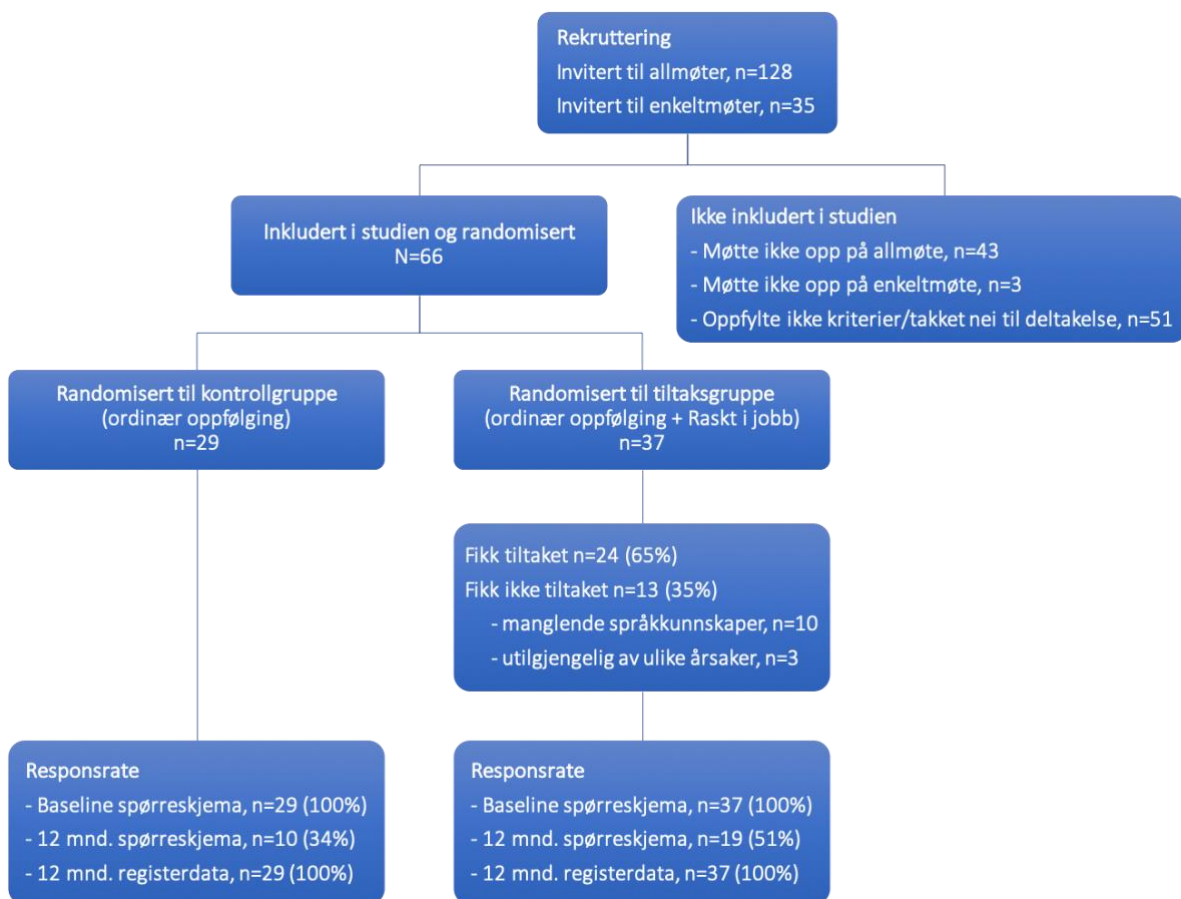 Rekruttering
Invitert til allmøter, n=128
Invitert til enkeltmøter, n=35
Inkludert i studien og randomisert
N=66
Ikke inkludert i studien
- Møtte ikke opp på allmøte, n=43
- Møtte ikke opp på enkeltmøte, n=3
- Oppfylte ikke kriterier/takket nei til deltakelse, n=51
Randomisert til kontrollgruppe
(ordinær oppfølging)
n=29
Randomisert til tiltaksgruppe
(ordinær oppfølging + Raskt i jobb)
n=37
Fikk tiltaket n=24 (65%)
Fikk ikke tiltaket n=13 (35%)
- manglende språkkunnskaper, n=10
- utilgjengelig av ulike årsaker, n=3
Responsrate
- Baseline spørreskjema, n=29 (100%)
- 12 mnd. spørreskjema, n=10 (34%)
- 12 mnd. registerdata, n=29 (100%)
Responsrate
- Baseline spørreskjema, n=37 (100%)
- 12 mnd. spørreskjema, n=19 (51%)
- 12 mnd. registerdata, n=37 (100%)